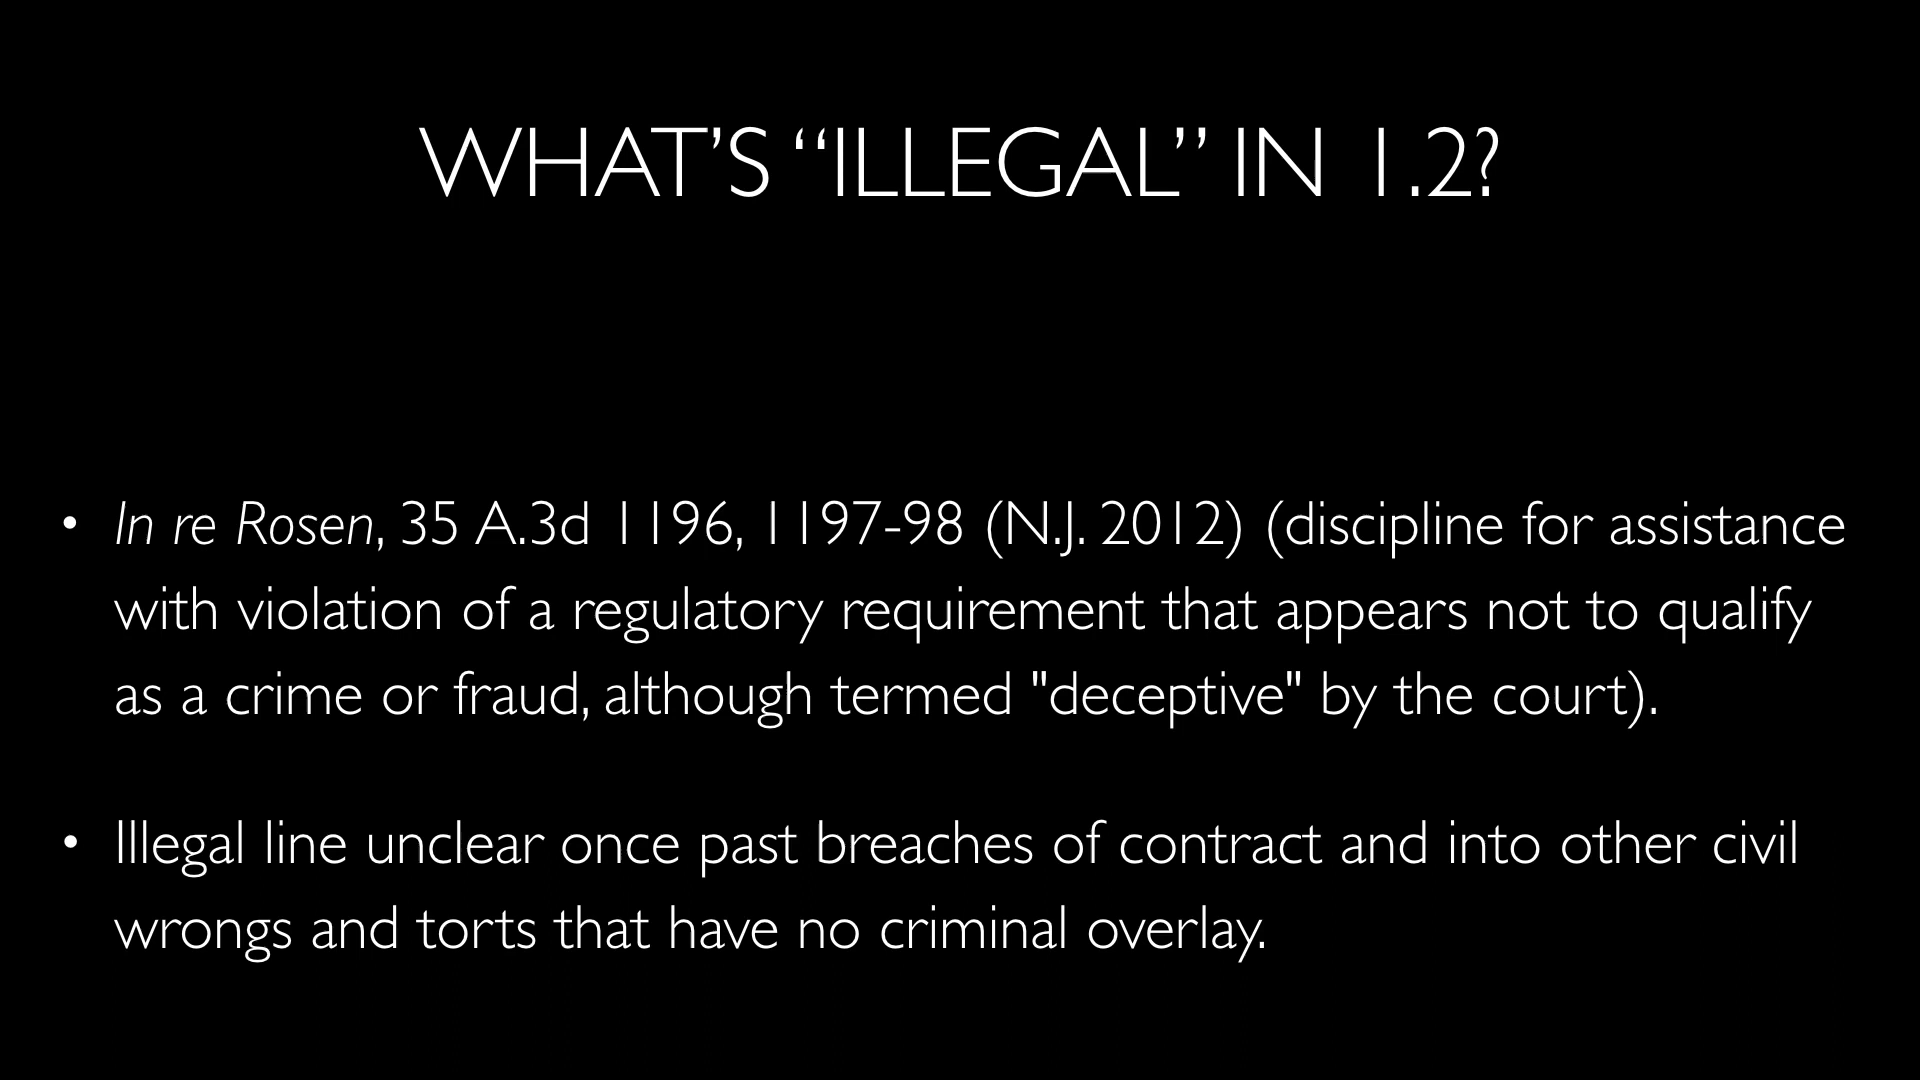 WHAT’S “ILLEGAL” IN 1.2?
• In re Rosen, 35 A.3d 1196, 1197-98 (N.J. 2012) (discipline for assistance
with violation of a regulatory requirement that appears not to qualify
as a crime or fraud, although termed "deceptive" by the court).
• Illegal line unclear once past breaches of contract and into other civil
wrongs and torts that have no criminal overlay.